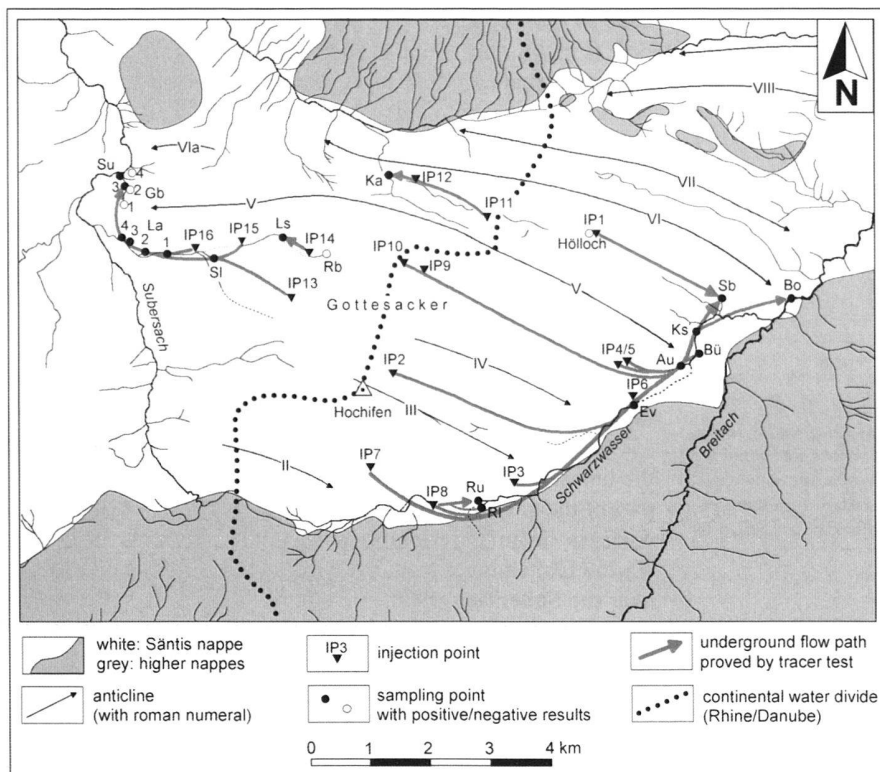 N
VIII
VIa
Su
4
3
2
Gb
1
Ka
IP12
VII
V
IP11
VI
IP1
Hölloch
La
4
3
2
1
IP16
IP15
Ls
IP14
Rb
SI
IP13
IP10
IP9
V
Sb
Bo
Gottesacker
Ks
Subersach
IP2
IV
IP4/5
Au
Bü
IP6
Hochifen
III
Ev
Schwarzwasser
Breitach
II
IP7
IP3
IP8
Ru
RI
white: Säntis nappe
grey: higher nappes
IP3
injection point
underground flow path
proved by tracer test
anticline
(with roman numeral)
sampling point
with positive/negative results
continental water divide
(Rhine/Danube)
0 1 2 3 4 km